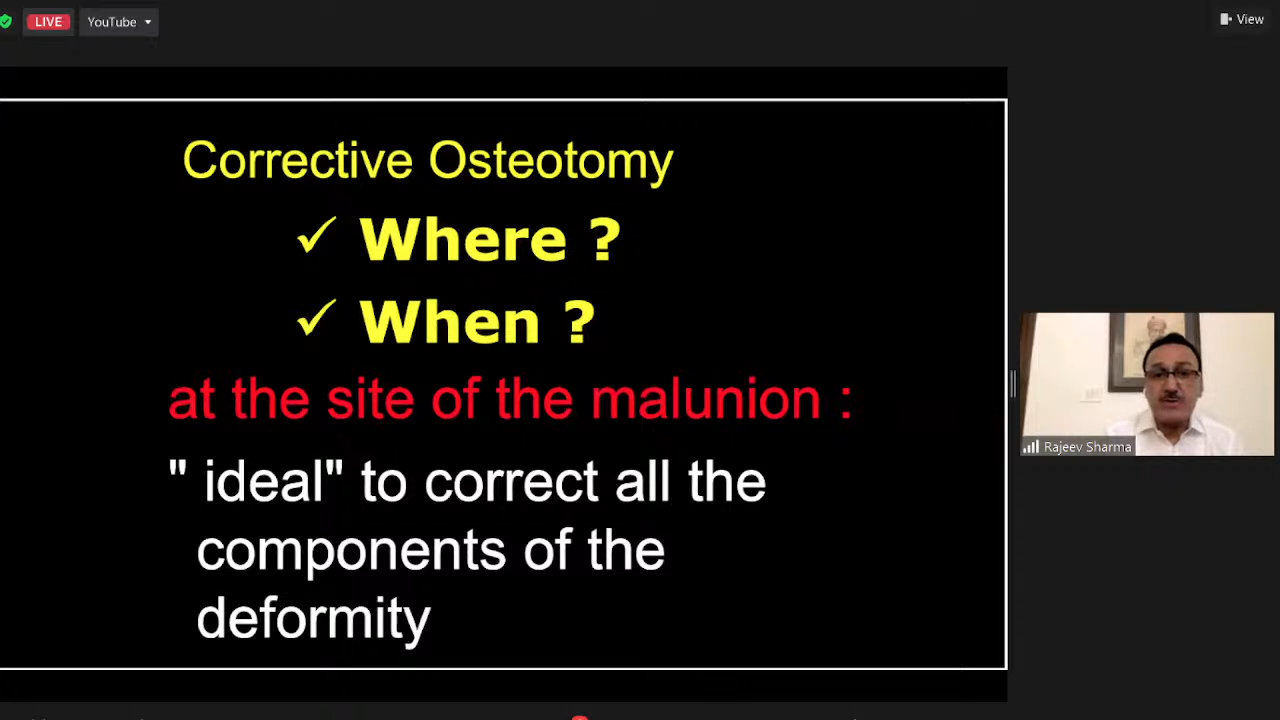 LIVE
YouTube
View
Corrective Osteotomy
✓ Where ?
✓ When ?
at the site of the malunion :
" ideal" to correct all the
components of the
deformity
Rajeev Sharma